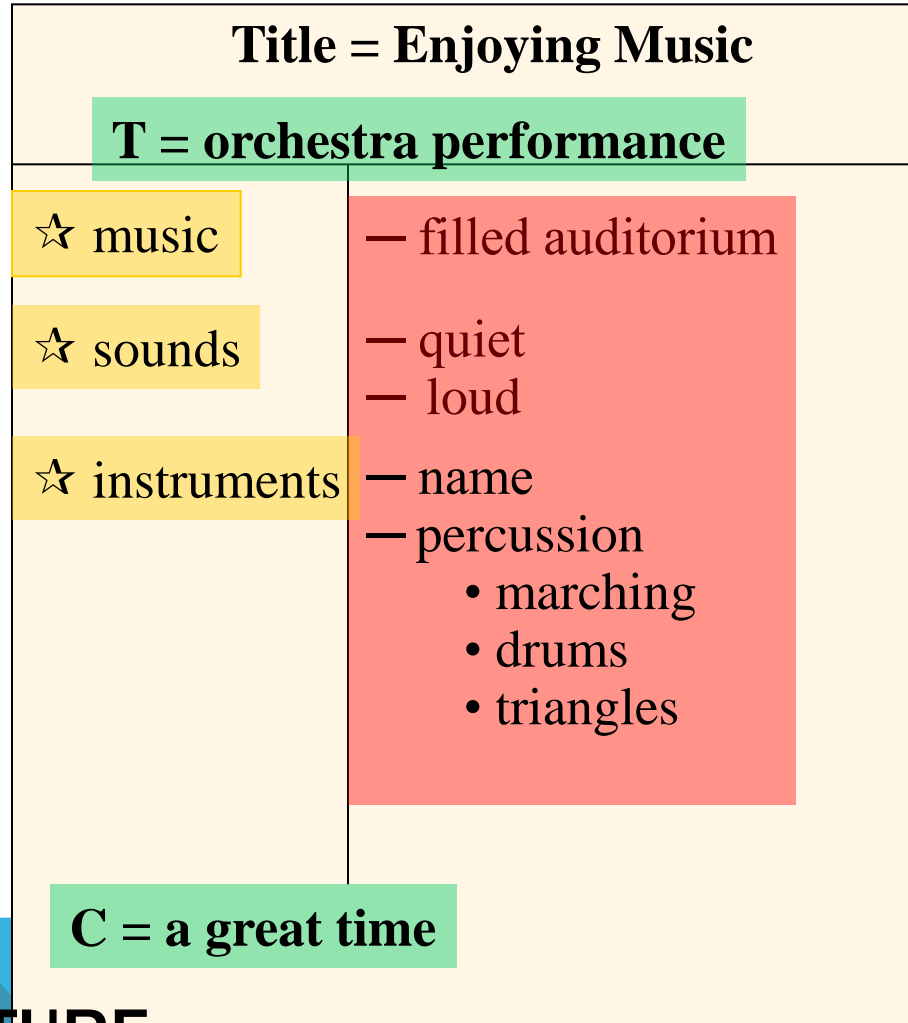 Title = Enjoying Music
T = orchestra performance
☆ music
— filled auditorium
☆ sounds
— quiet
— loud
☆ instruments
— name
— percussion
• marching
• drums
• triangles
C = a great time